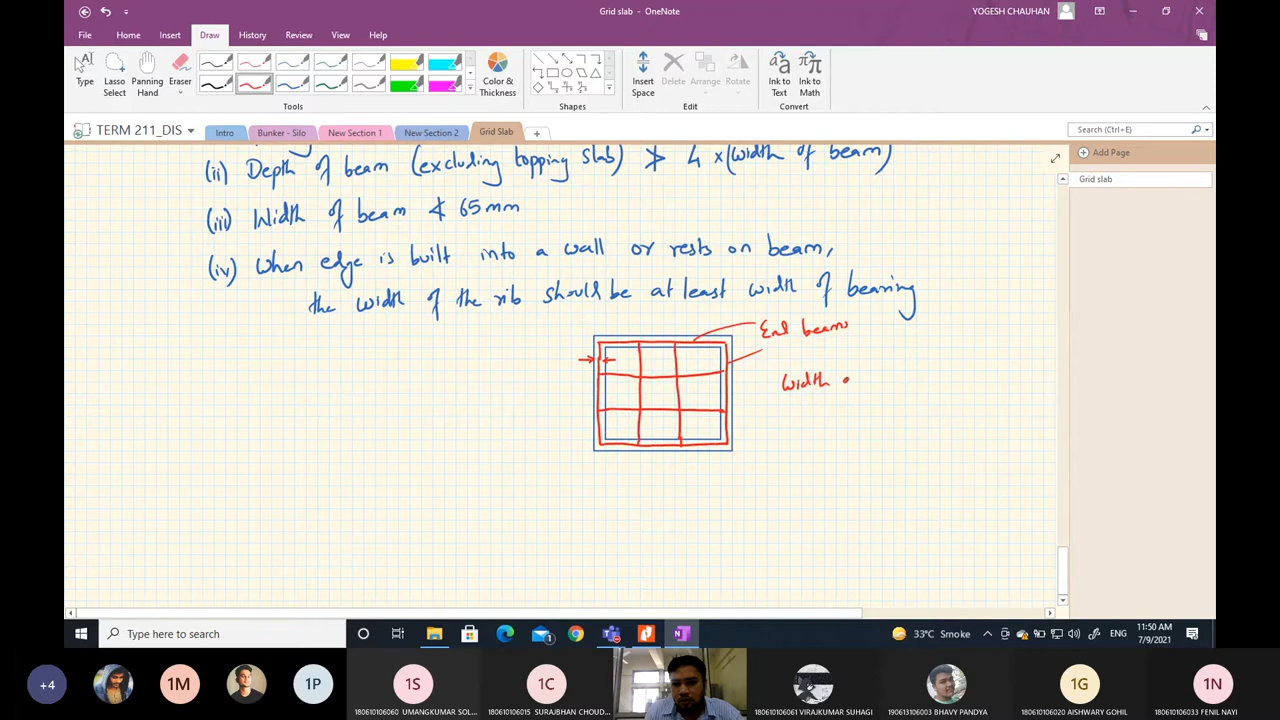 Grid slab - OneNote
YOGESH CHAUHAN
File Home Insert Draw History Review View Help
Type
Lasso Select
Panning Hand
Eraser
Color & Thickness
Insert Space
Delete
Arrange
Rotate
Ink to Text
Ink to Math
Tools
Shapes
Edit
Convert
TERM 211_DIS
Intro
Bunker - Silo
New Section 1
New Section 2
Grid Slab
Search (Ctrl+E)
Add Page
Grid slab
(ii) Depth of beam (excluding topping slab) ≯ 4 x (width of beam)
(iii) Width of beam ≮ 65mm
(iv) When edge is built into a wall or rests on beam,
the width of the rib should be at least width of bearing
End beams
Width
Type here to search
33°C Smoke
ENG
11:50 AM
7/9/2021
+4
1M
1P
1S
1C
1G
1N
180610106060 UMANGKUMAR SOL...
180610106015 SURAJBHAN CHOUD...
180610106061 VIRAJKUMAR SUHAGI
190613106003 BHAVY PANDYA
180610106020 AISHWARY GOHIL
180610106033 FENIL NAYI